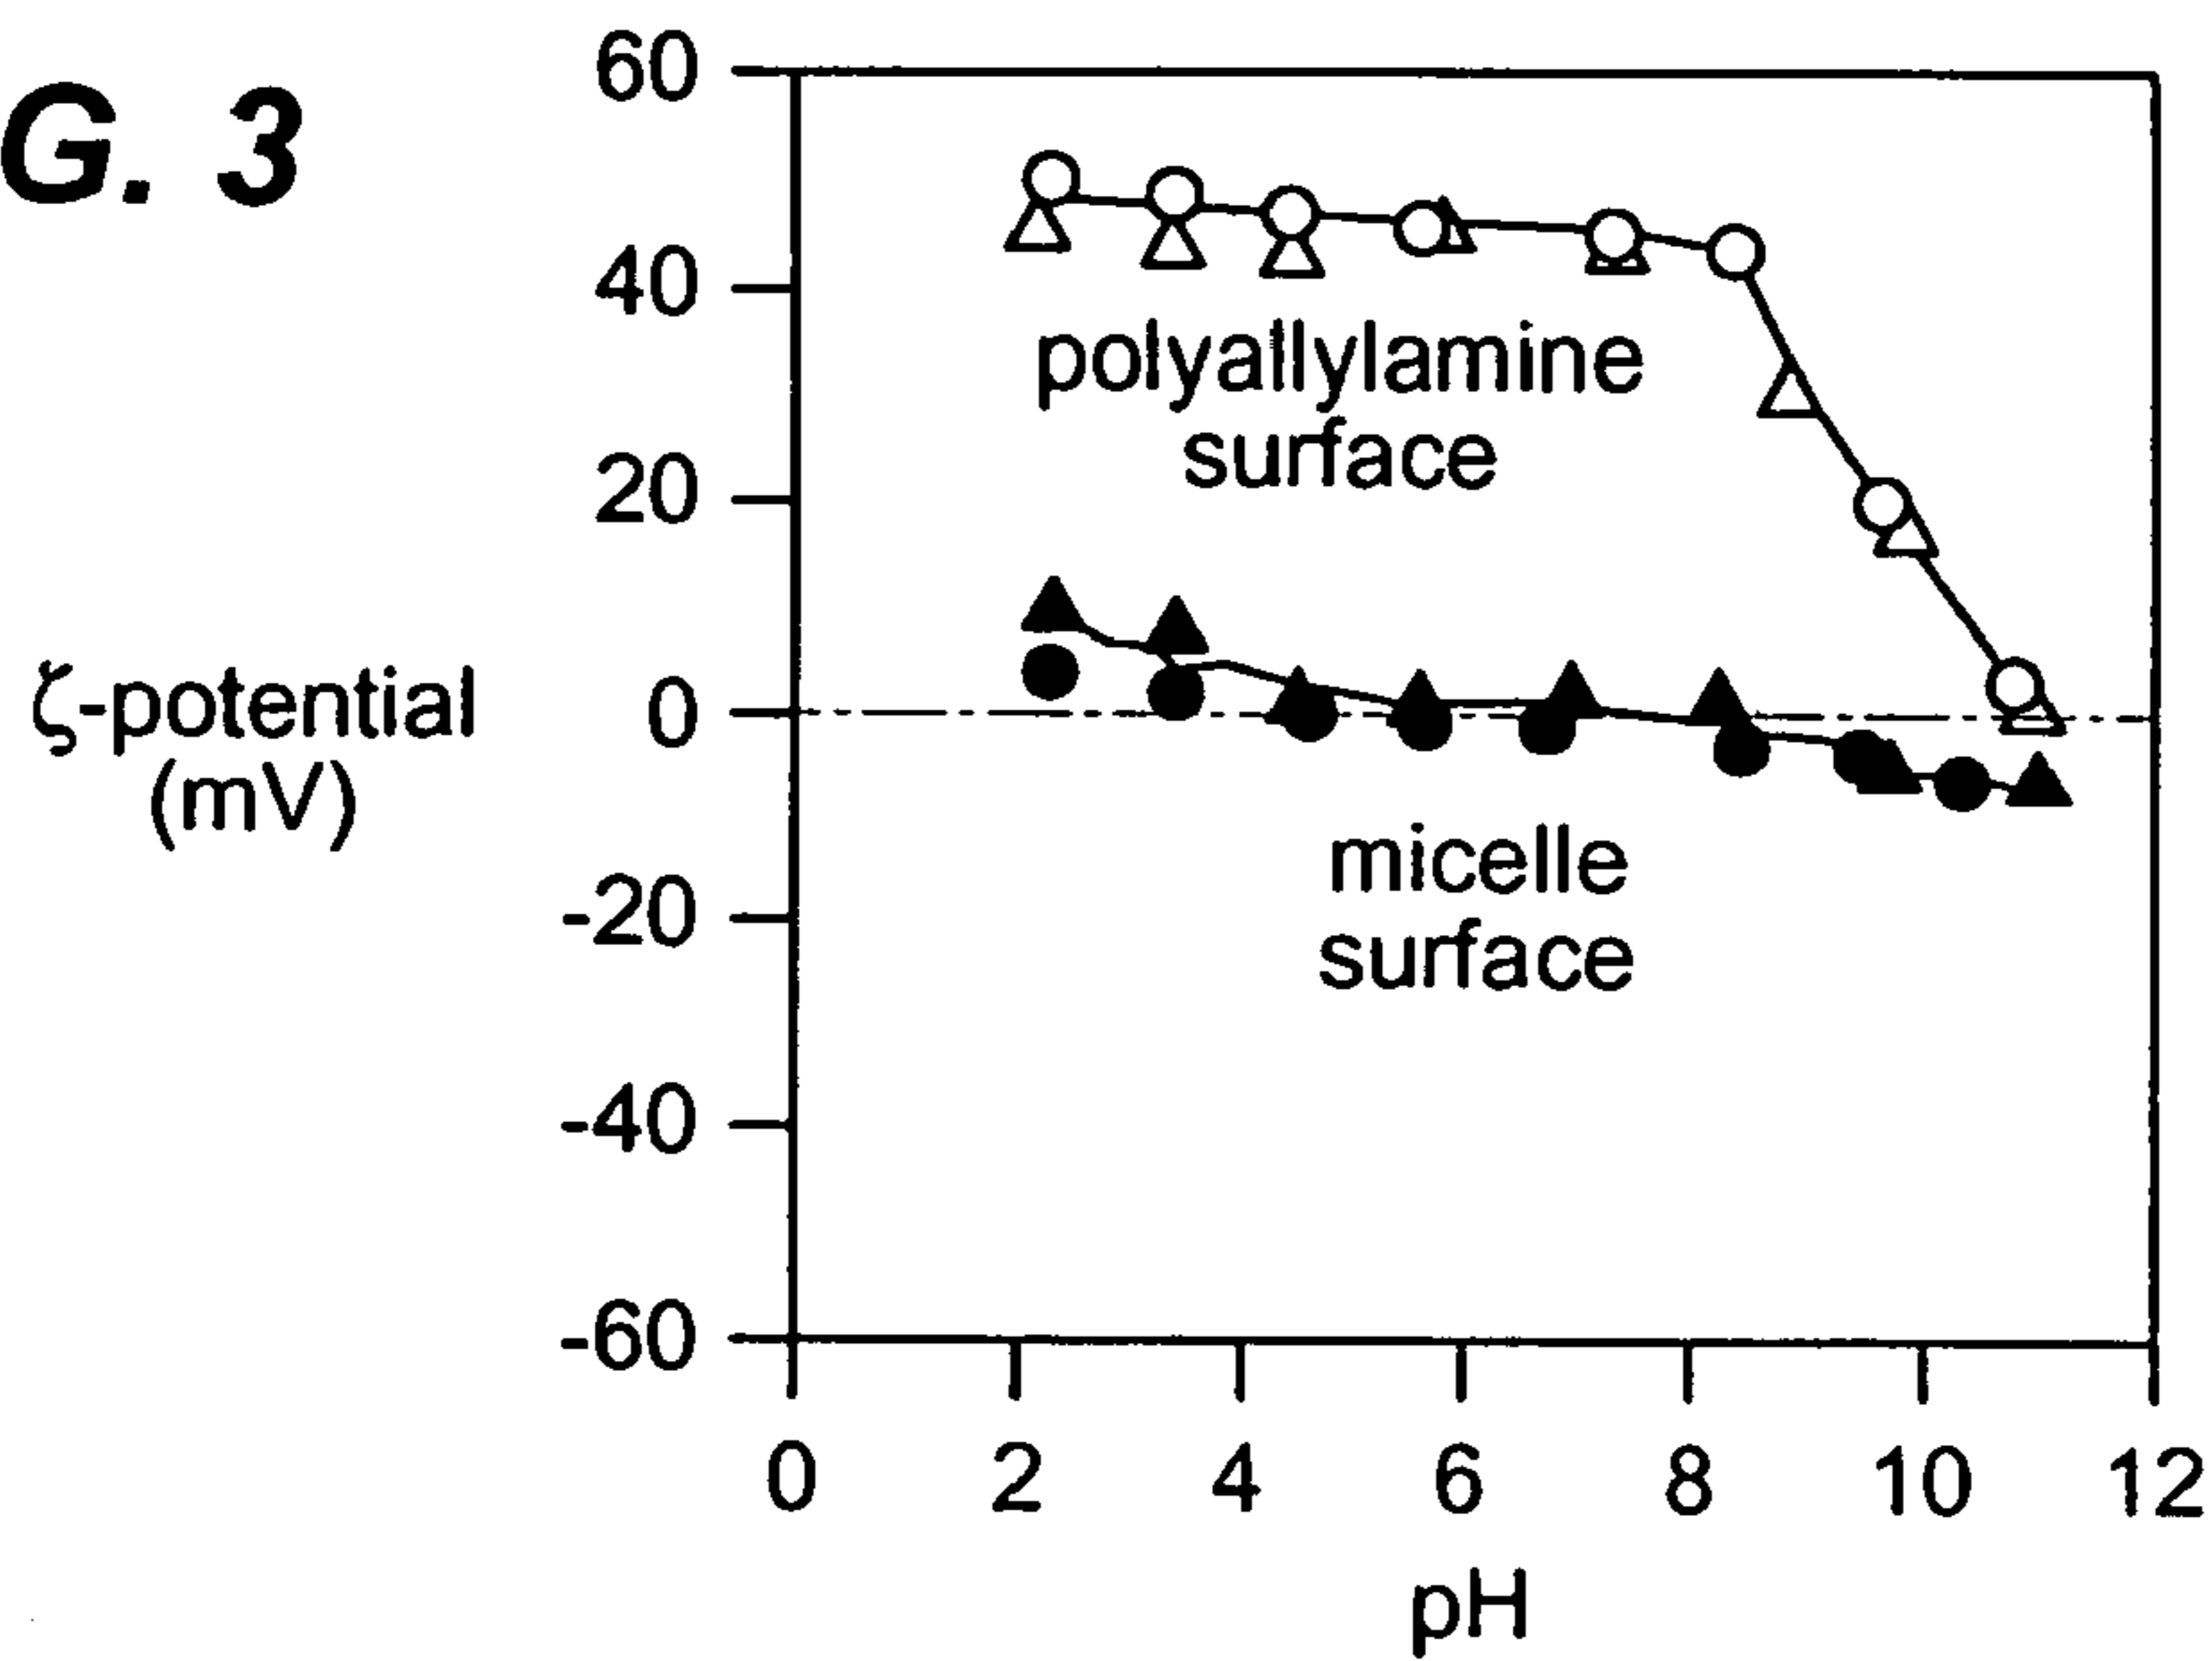 G. 3
60
40
20
0
-20
-40
-60
ζ-potential
(mV)
polyallylamine
surface
micelle
surface
0 2 4 6 8 10 12
pH